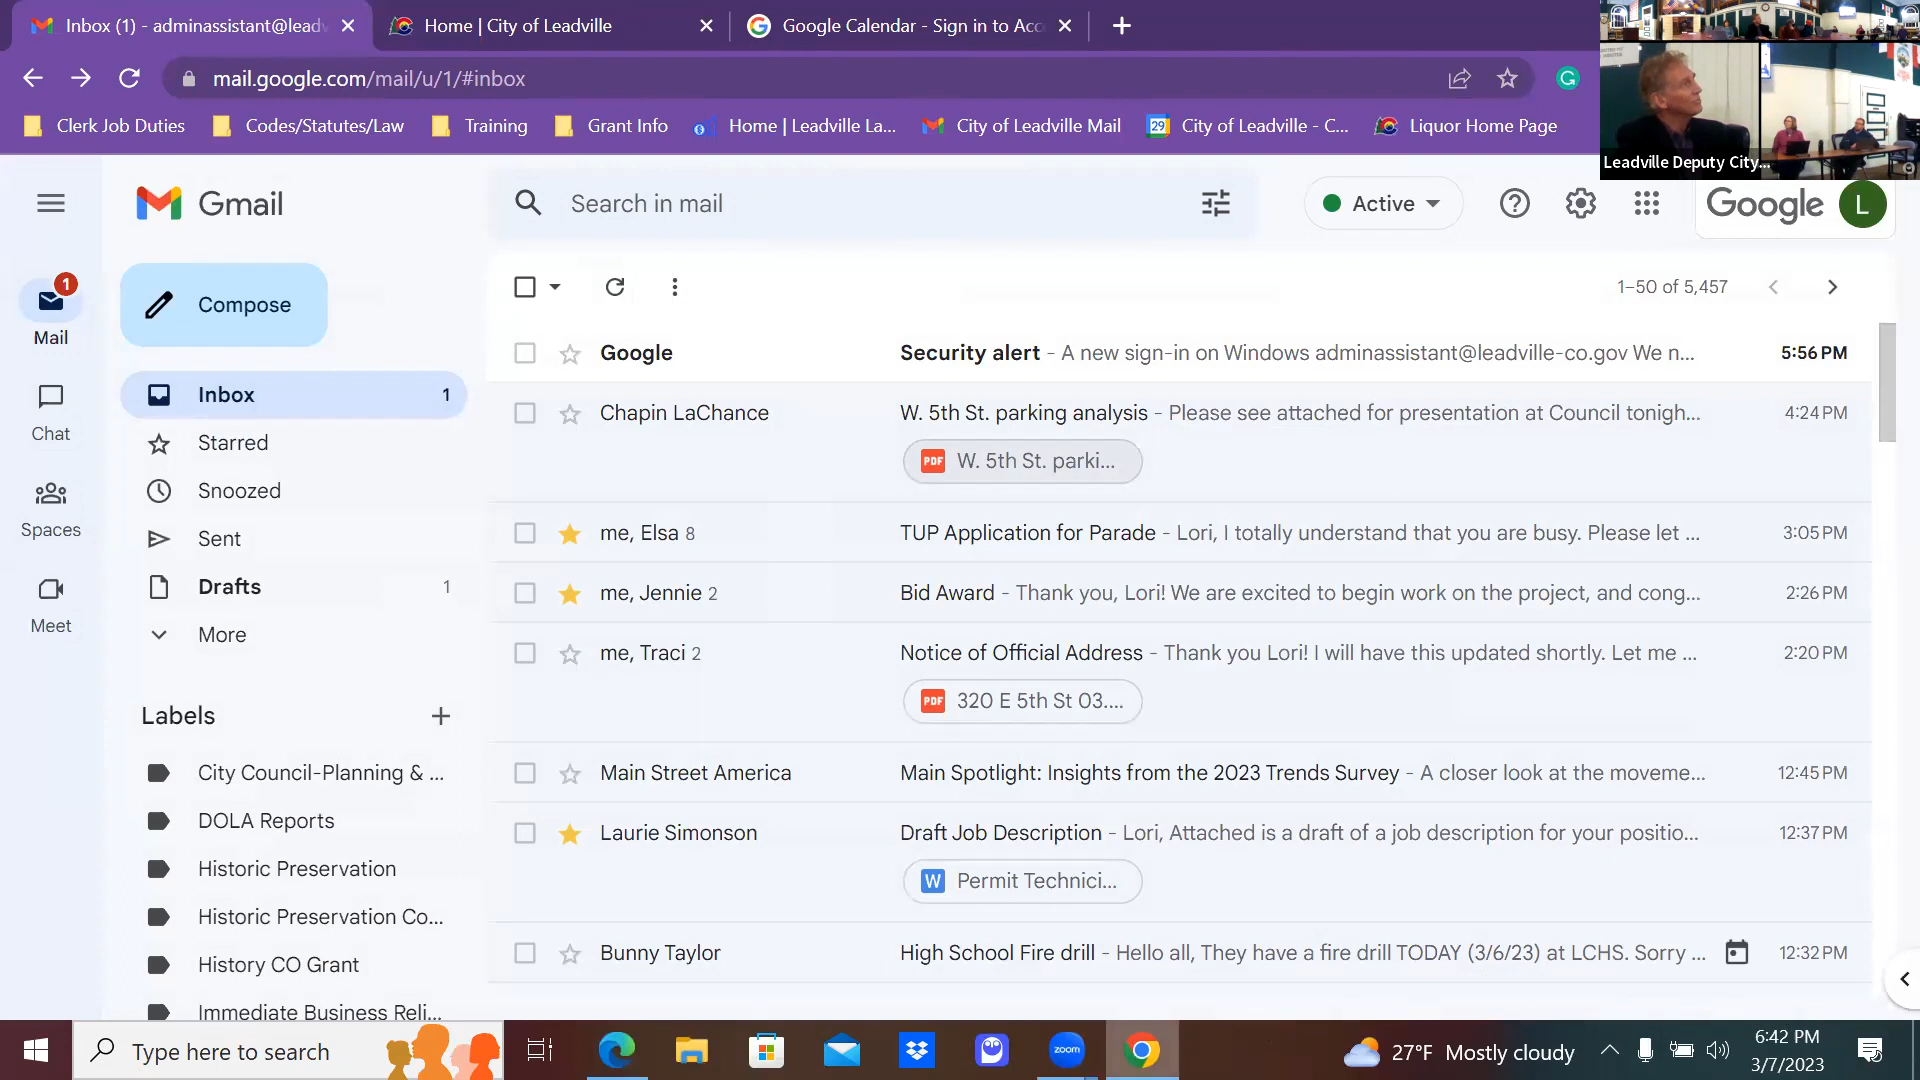 Inbox (1) - adminassistant@leadv
Home | City of Leadville
Google Calendar - Sign in to Acc
mail.google.com/mail/u/1/#inbox
Clerk Job Duties
Codes/Statutes/Law
Training
Grant Info
Home | Leadville La...
City of Leadville Mail
29
City of Leadville - C...
Liquor Home Page
Leadville Deputy City...
Gmail
Search in mail
Active
Google
L
1
Mail
Chat
Spaces
Meet
Compose
Inbox 1
Starred
Snoozed
Sent
Drafts 1
More
Labels
City Council-Planning & ...
DOLA Reports
Historic Preservation
Historic Preservation Co...
History CO Grant
Immediate Business Reli...
1–50 of 5,457
Google Security alert - A new sign-in on Windows adminassistant@leadville-co.gov We n... 5:56 PM
Chapin LaChance W. 5th St. parking analysis - Please see attached for presentation at Council tonigh... 4:24 PM
PDF W. 5th St. parki...
me, Elsa 8 TUP Application for Parade - Lori, I totally understand that you are busy. Please let ... 3:05 PM
me, Jennie 2 Bid Award - Thank you, Lori! We are excited to begin work on the project, and cong... 2:26 PM
me, Traci 2 Notice of Official Address - Thank you Lori! I will have this updated shortly. Let me ... 2:20 PM
PDF 320 E 5th St 03....
Main Street America Main Spotlight: Insights from the 2023 Trends Survey - A closer look at the moveme... 12:45 PM
Laurie Simonson Draft Job Description - Lori, Attached is a draft of a job description for your positio... 12:37 PM
W Permit Technici...
Bunny Taylor High School Fire drill - Hello all, They have a fire drill TODAY (3/6/23) at LCHS. Sorry ... 12:32 PM
Type here to search
zoom
27°F Mostly cloudy
6:42 PM
3/7/2023